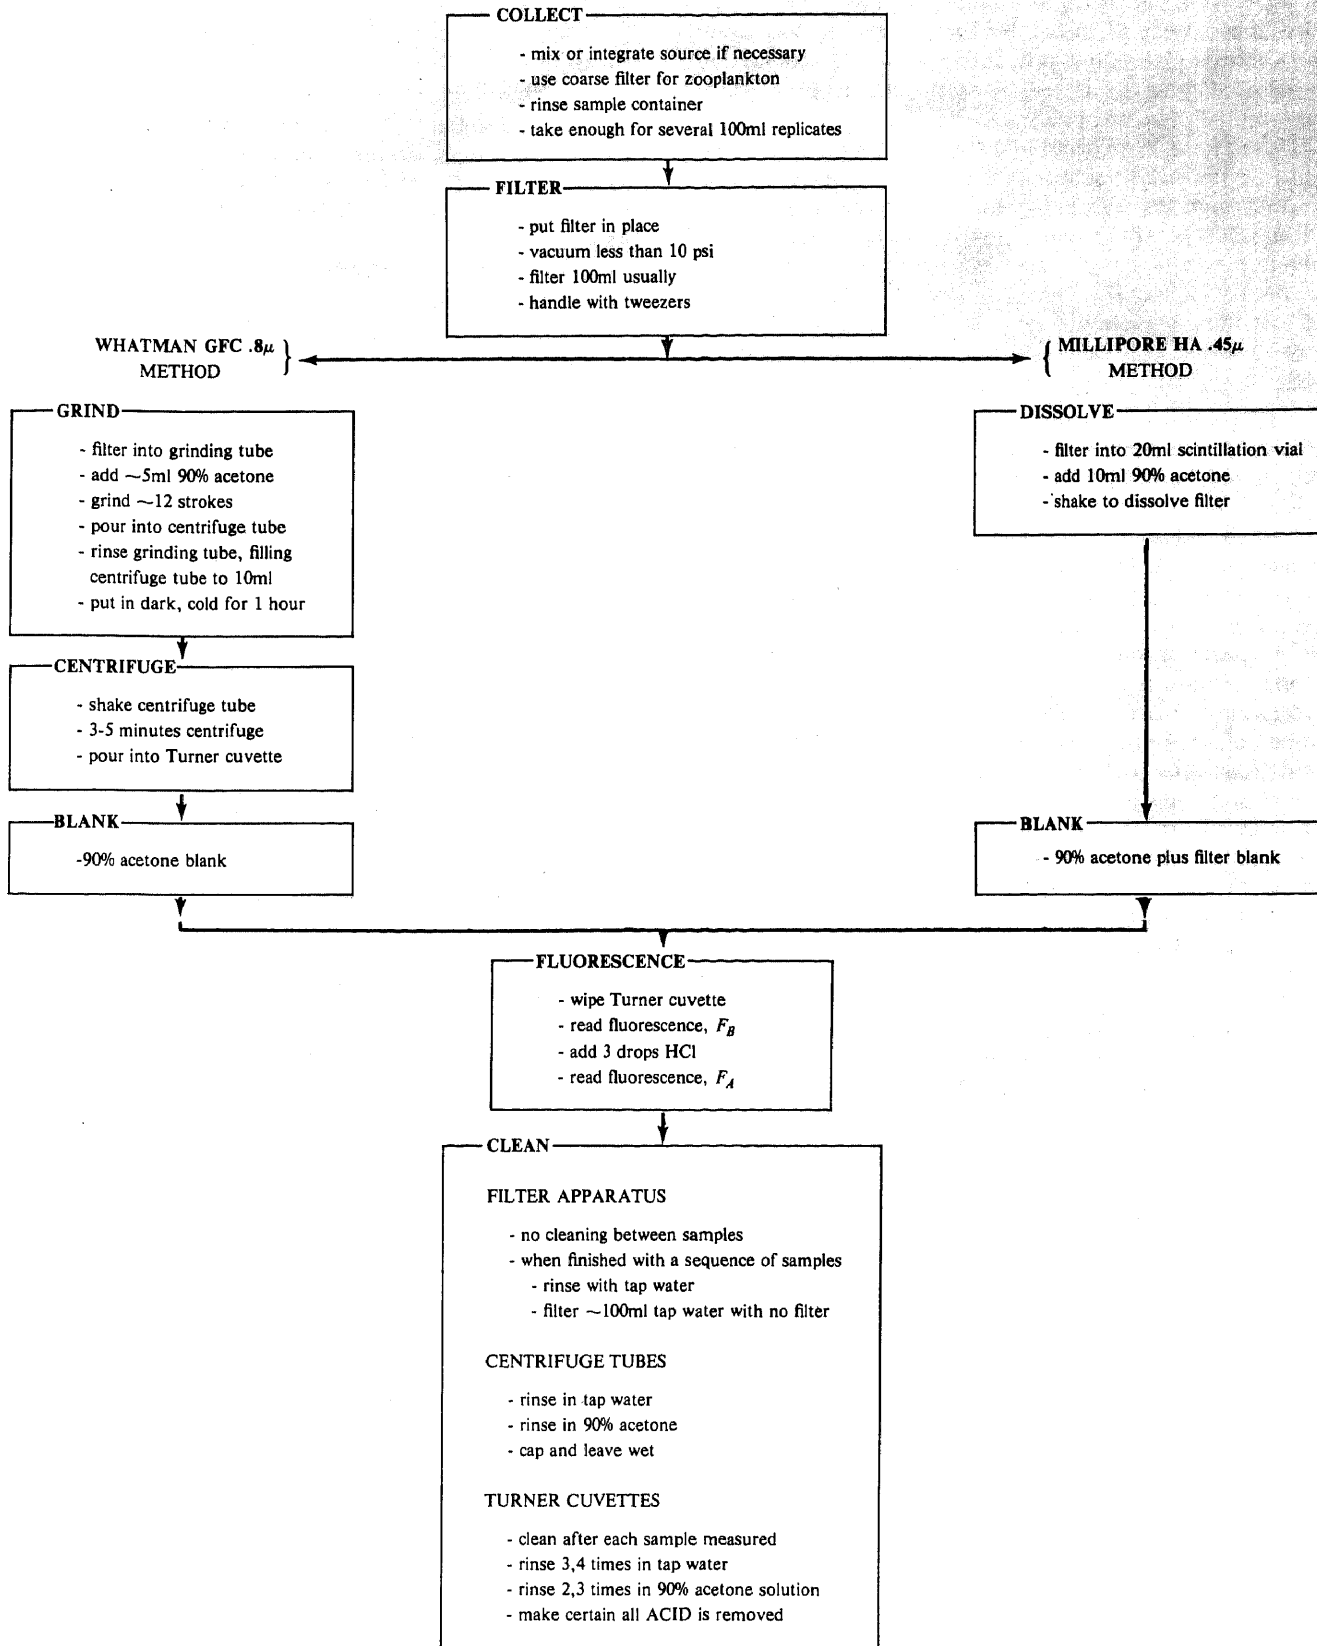 COLLECT
- mix or integrate source if necessary
- use coarse filter for zooplankton
- rinse sample container
- take enough for several 100ml replicates
FILTER
- put filter in place
- vacuum less than 10 psi
- filter 100ml usually
- handle with tweezers
WHATMAN GFC .8μ }
METHOD
{ MILLIPORE HA .45μ
METHOD
GRIND
- filter into grinding tube
- add ~5ml 90% acetone
- grind ~12 strokes
- pour into centrifuge tube
- rinse grinding tube, filling
centrifuge tube to 10ml
- put in dark, cold for 1 hour
DISSOLVE
- filter into 20ml scintillation vial
- add 10ml 90% acetone
- shake to dissolve filter
CENTRIFUGE
- shake centrifuge tube
- 3-5 minutes centrifuge
- pour into Turner cuvette
BLANK
-90% acetone blank
BLANK
- 90% acetone plus filter blank
FLUORESCENCE
- wipe Turner cuvette
- read fluorescence, F_B
- add 3 drops HCl
- read fluorescence, F_A
CLEAN
FILTER APPARATUS
- no cleaning between samples
- when finished with a sequence of samples
- rinse with tap water
- filter ~100ml tap water with no filter
CENTRIFUGE TUBES
- rinse in tap water
- rinse in 90% acetone
- cap and leave wet
TURNER CUVETTES
- clean after each sample measured
- rinse 3,4 times in tap water
- rinse 2,3 times in 90% acetone solution
- make certain all ACID is removed